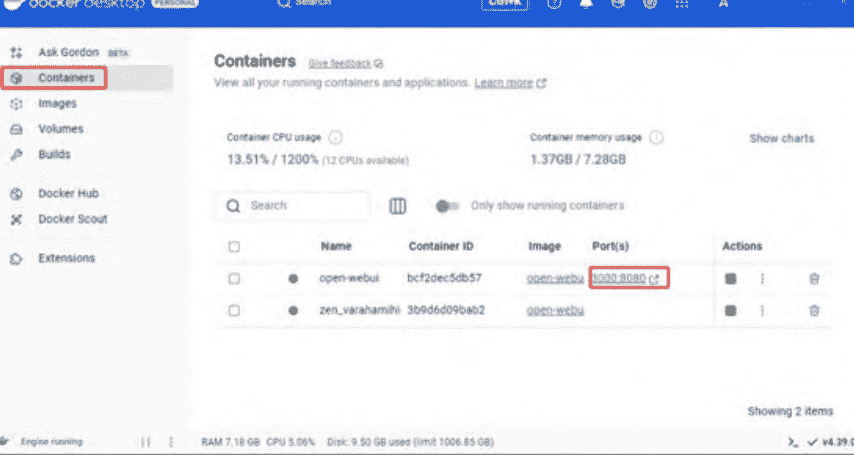 docker desktop PERSONAL Search Ctrl+K
Ask Gordon BETA
Containers
Images
Volumes
Builds
Docker Hub
Docker Scout
Extensions
Containers Give feedback
View all your running containers and applications. Learn more
Container CPU usage
13.51% / 1200% (12 CPUs available)
Container memory usage
1.37GB / 7.28GB
Show charts
Search
Only show running containers
Name Container ID Image Port(s) Actions
open-webui bcf2dec5db57 open-webu 3000:8080
zen_varahamihi 3b9d6d09bab2 open-webu
Showing 2 items
Engine running RAM 7.18 GB CPU 5.06% Disk: 9.50 GB used (limit 1006.85 GB) v4.39.0